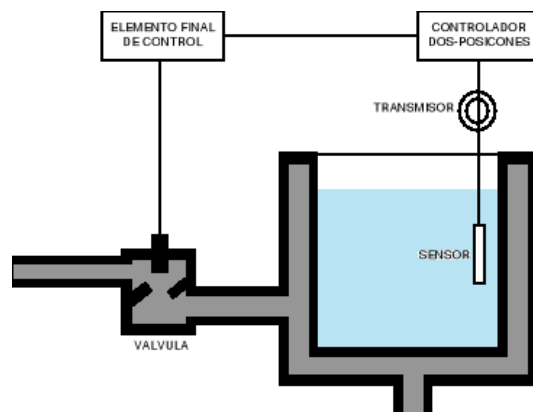 ELEMENTO FINAL
DE CONTROL
CONTROLADOR
DOS-POSICONES
TRANSMISOR
SENSOR
VALVULA